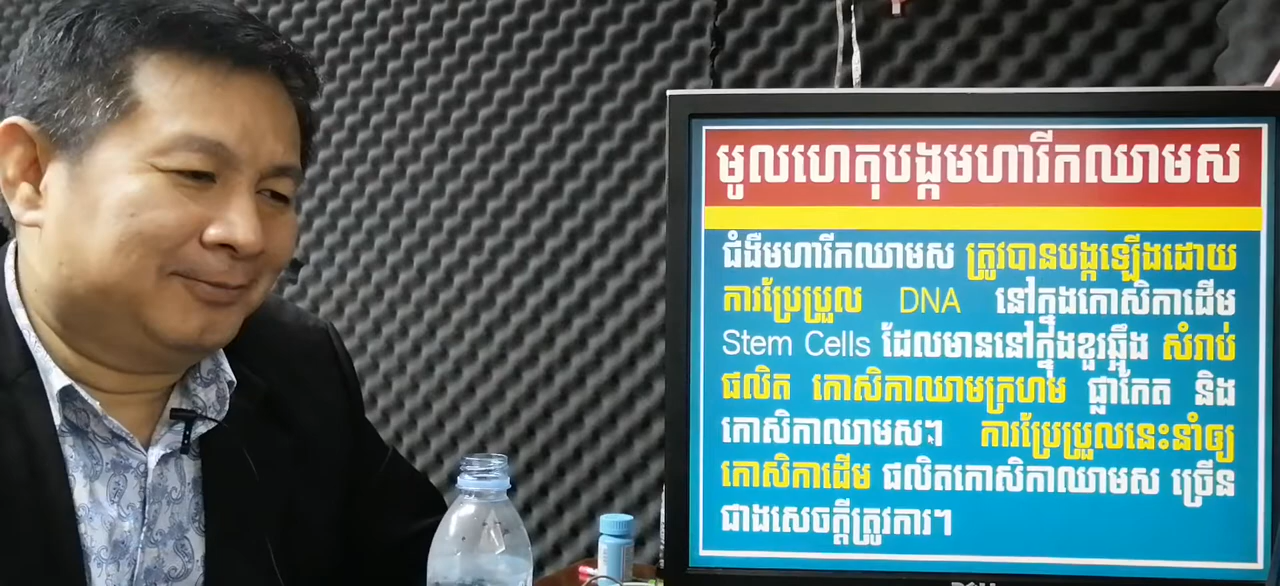 មូលហេតុបង្កមហារីកឈាមស
ជំងឺមហារីកឈាមស ត្រូវបានបង្កឡើងដោយ
ការប្រែប្រួល DNA នៅក្នុងកោសិកាដើម
Stem Cells ដែលមាននៅក្នុងខួរឆ្អឹង សំរាប់
ផលិត កោសិកាឈាមក្រហម ផ្លាកែត និង
កោសិកាឈាមស។ ការប្រែប្រួលនេះនាំឲ្យ
កោសិកាដើម ផលិតកោសិកាឈាមស ច្រើន
ជាងសេចក្តីត្រូវការ។